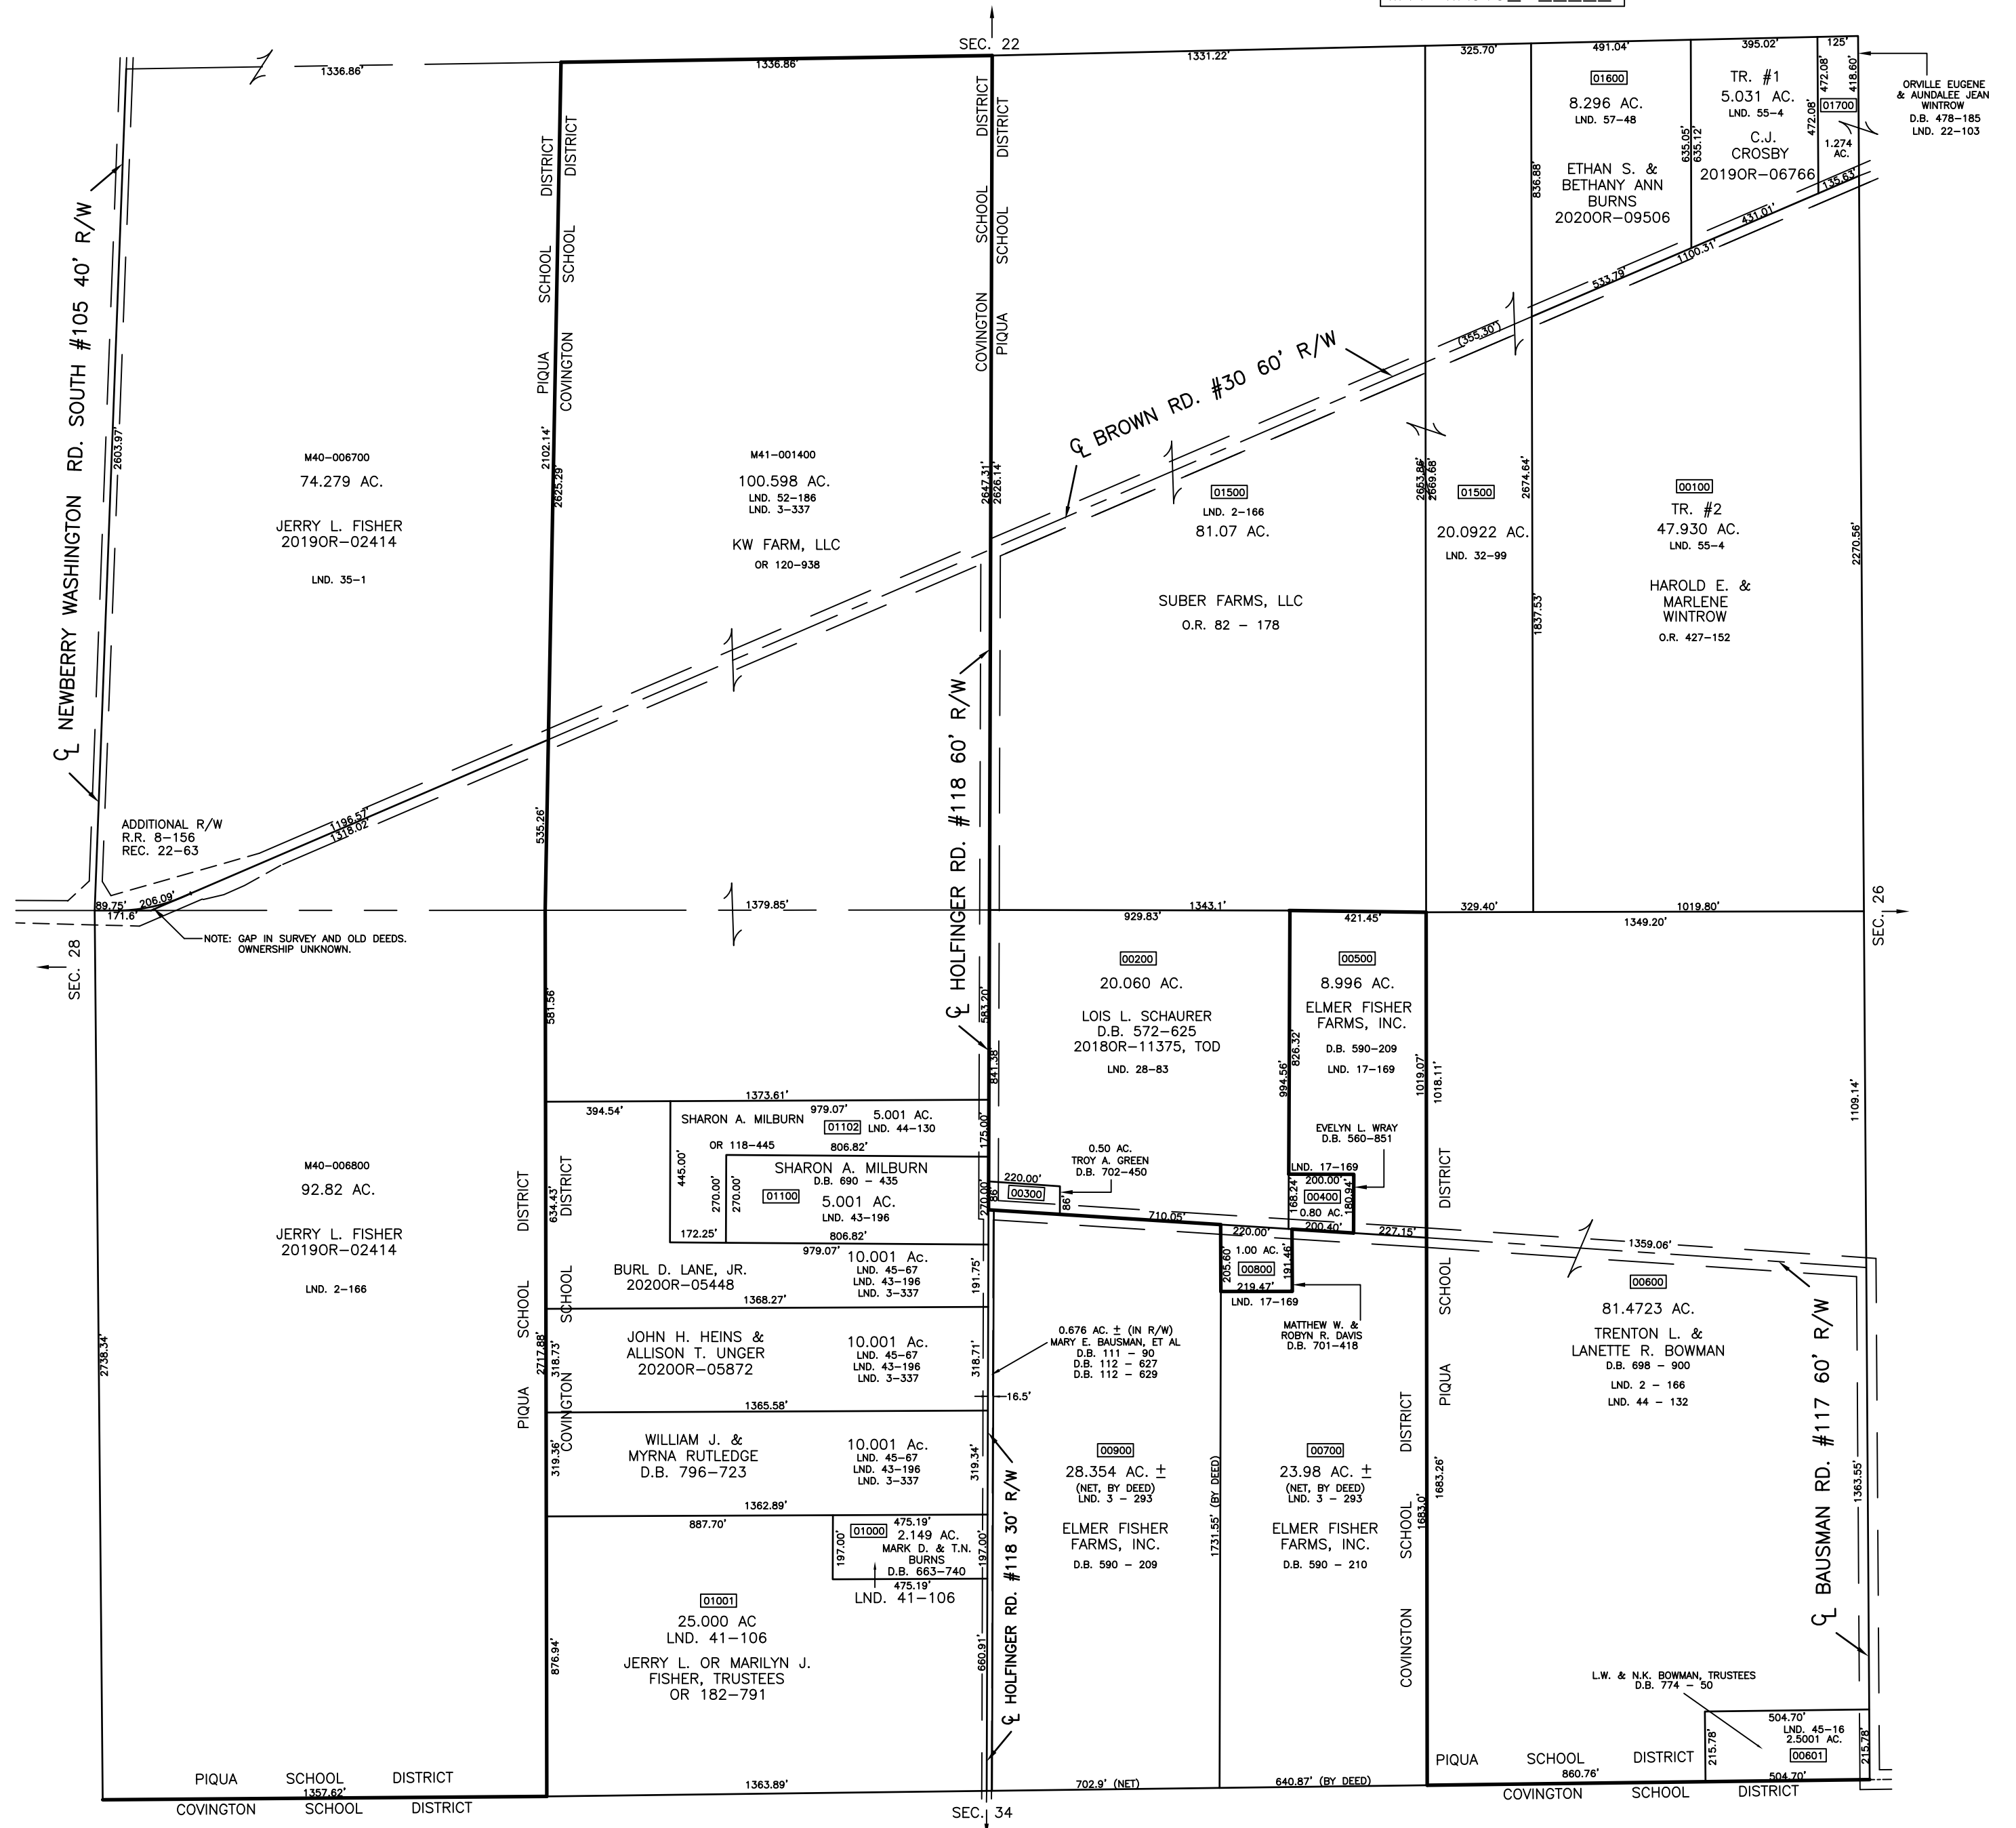 SEC. 22
1336.86'
1336.86'
1331.22'
325.70'
491.04'
395.02'
125'
ORVILLE EUGENE
& AUNDALEE JEAN
WINTROW
D.B. 478-185
LND. 22-103
01600
8.296 AC.
LND. 57-48
ETHAN S. &
BETHANY ANN
BURNS
2020OR-09506
TR. #1
5.031 AC.
LND. 55-4
C.J.
CROSBY
2019OR-06766
472.08'
472.08'
418.60'
01700
1.274
AC.
635.05'
635.12'
836.88'
135.63'
431.01'
1100.31'
533.79'
(355.30')
℄ NEWBERRY WASHINGTON RD. SOUTH #105 40' R/W
2603.97'
PIQUA SCHOOL DISTRICT
COVINGTON SCHOOL DISTRICT
2102.14'
2625.29'
COVINGTON SCHOOL DISTRICT
PIQUA SCHOOL DISTRICT
2647.31'
2626.14'
℄ BROWN RD. #30 60' R/W
M40-006700
74.279 AC.
JERRY L. FISHER
2019OR-02414
LND. 35-1
M41-001400
100.598 AC.
LND. 52-186
LND. 3-337
KW FARM, LLC
OR 120-938
01500
LND. 2-166
81.07 AC.
SUBER FARMS, LLC
O.R. 82 - 178
2653.86'
2669.68'
01500
20.0922 AC.
LND. 32-99
2674.64'
1837.53'
00100
TR. #2
47.930 AC.
LND. 55-4
HAROLD E. &
MARLENE
WINTROW
O.R. 427-152
2270.56'
℄ HOLFINGER RD. #118 60' R/W
ADDITIONAL R/W
R.R. 8-156
REC. 22-63
1196.57'
1318.02'
535.26'
89.75'
206.09'
171.6'
NOTE: GAP IN SURVEY AND OLD DEEDS.
OWNERSHIP UNKNOWN.
SEC. 28
SEC. 26
1379.85'
1343.1'
929.83'
421.45'
329.40'
1019.80'
1349.20'
581.56'
583.20'
841.38'
00200
20.060 AC.
LOIS L. SCHAURER
D.B. 572-625
2018OR-11375, TOD
LND. 28-83
00500
8.996 AC.
ELMER FISHER
FARMS, INC.
D.B. 590-209
LND. 17-169
826.32'
994.56'
1019.07'
1018.11'
1109.14'
1373.61'
394.54'
979.07'
SHARON A. MILBURN
01102
5.001 AC.
LND. 44-130
OR 118-445
806.82'
175.00'
445.00'
270.00'
270.00'
SHARON A. MILBURN
D.B. 690 - 435
01100
5.001 AC.
LND. 43-196
172.25'
806.82'
979.07'
270.00'
86'
220.00'
00300
86'
0.50 AC.
TROY A. GREEN
D.B. 702-450
EVELYN L. WRAY
D.B. 560-851
LND. 17-169
200.00'
00400
0.80 AC.
168.24'
180.94'
200.40'
710.05'
220.00'
227.15'
1359.06'
1.00 AC.
00800
205.60'
191.46'
219.47'
LND. 17-169
MATTHEW W. &
ROBYN R. DAVIS
D.B. 701-418
M40-006800
92.82 AC.
JERRY L. FISHER
2019OR-02414
LND. 2-166
2738.34'
PIQUA SCHOOL DISTRICT
COVINGTON SCHOOL DISTRICT
634.43'
2717.88'
318.73'
319.36'
876.94'
BURL D. LANE, JR.
2020OR-05448
10.001 Ac.
LND. 45-67
LND. 43-196
LND. 3-337
191.75'
1368.27'
JOHN H. HEINS &
ALLISON T. UNGER
2020OR-05872
10.001 Ac.
LND. 45-67
LND. 43-196
LND. 3-337
318.71'
1365.58'
WILLIAM J. &
MYRNA RUTLEDGE
D.B. 796-723
10.001 Ac.
LND. 45-67
LND. 43-196
LND. 3-337
319.34'
1362.89'
0.676 AC. ± (IN R/W)
MARY E. BAUSMAN, ET AL
D.B. 111 - 90
D.B. 112 - 627
D.B. 112 - 629
16.5'
00900
28.354 AC. ±
(NET, BY DEED)
LND. 3 - 293
ELMER FISHER
FARMS, INC.
D.B. 590 - 209
1731.55' (BY DEED)
00700
23.98 AC. ±
(NET, BY DEED)
LND. 3 - 293
ELMER FISHER
FARMS, INC.
D.B. 590 - 210
COVINGTON SCHOOL DISTRICT
PIQUA SCHOOL DISTRICT
1683.0'
1683.26'
00600
81.4723 AC.
TRENTON L. &
LANETTE R. BOWMAN
D.B. 698 - 900
LND. 2 - 166
LND. 44 - 132
℄ BAUSMAN RD. #117 60' R/W
1363.55'
887.70'
475.19'
01000
2.149 AC.
MARK D. & T.N.
BURNS
D.B. 663-740
197.00'
197.00'
475.19'
LND. 41-106
01001
25.000 AC
LND. 41-106
JERRY L. OR MARILYN J.
FISHER, TRUSTEES
OR 182-791
660.91'
℄ HOLFINGER RD. #118 30' R/W
L.W. & N.K. BOWMAN, TRUSTEES
D.B. 774 - 50
504.70'
LND. 45-16
2.5001 AC.
00601
215.78'
215.78'
504.70'
PIQUA SCHOOL DISTRICT
1357.62'
COVINGTON SCHOOL DISTRICT
1363.89'
702.9' (NET)
640.87' (BY DEED)
PIQUA SCHOOL DISTRICT
860.76'
COVINGTON SCHOOL DISTRICT
SEC. 34